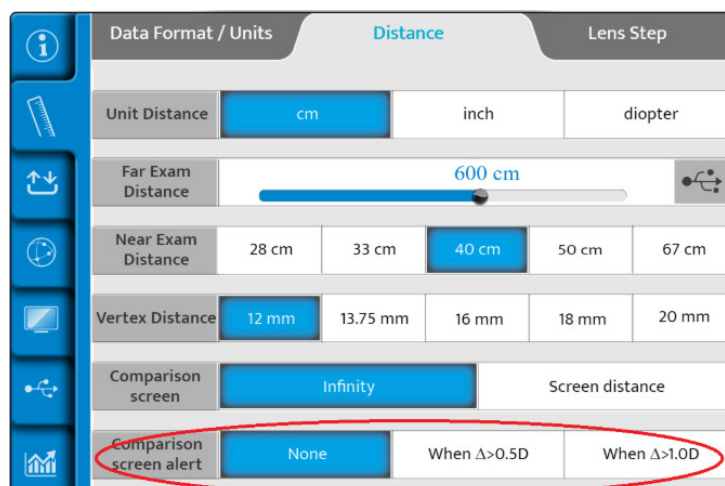 Data Format / Units Distance Lens Step
Unit Distance cm inch diopter
Far Exam
Distance
600 cm
Near Exam
Distance
28 cm 33 cm 40 cm 50 cm 67 cm
Vertex Distance 12 mm 13.75 mm 16 mm 18 mm 20 mm
Comparison
screen
Infinity Screen distance
Comparison
screen alert
None When Δ>0.5D When Δ>1.0D